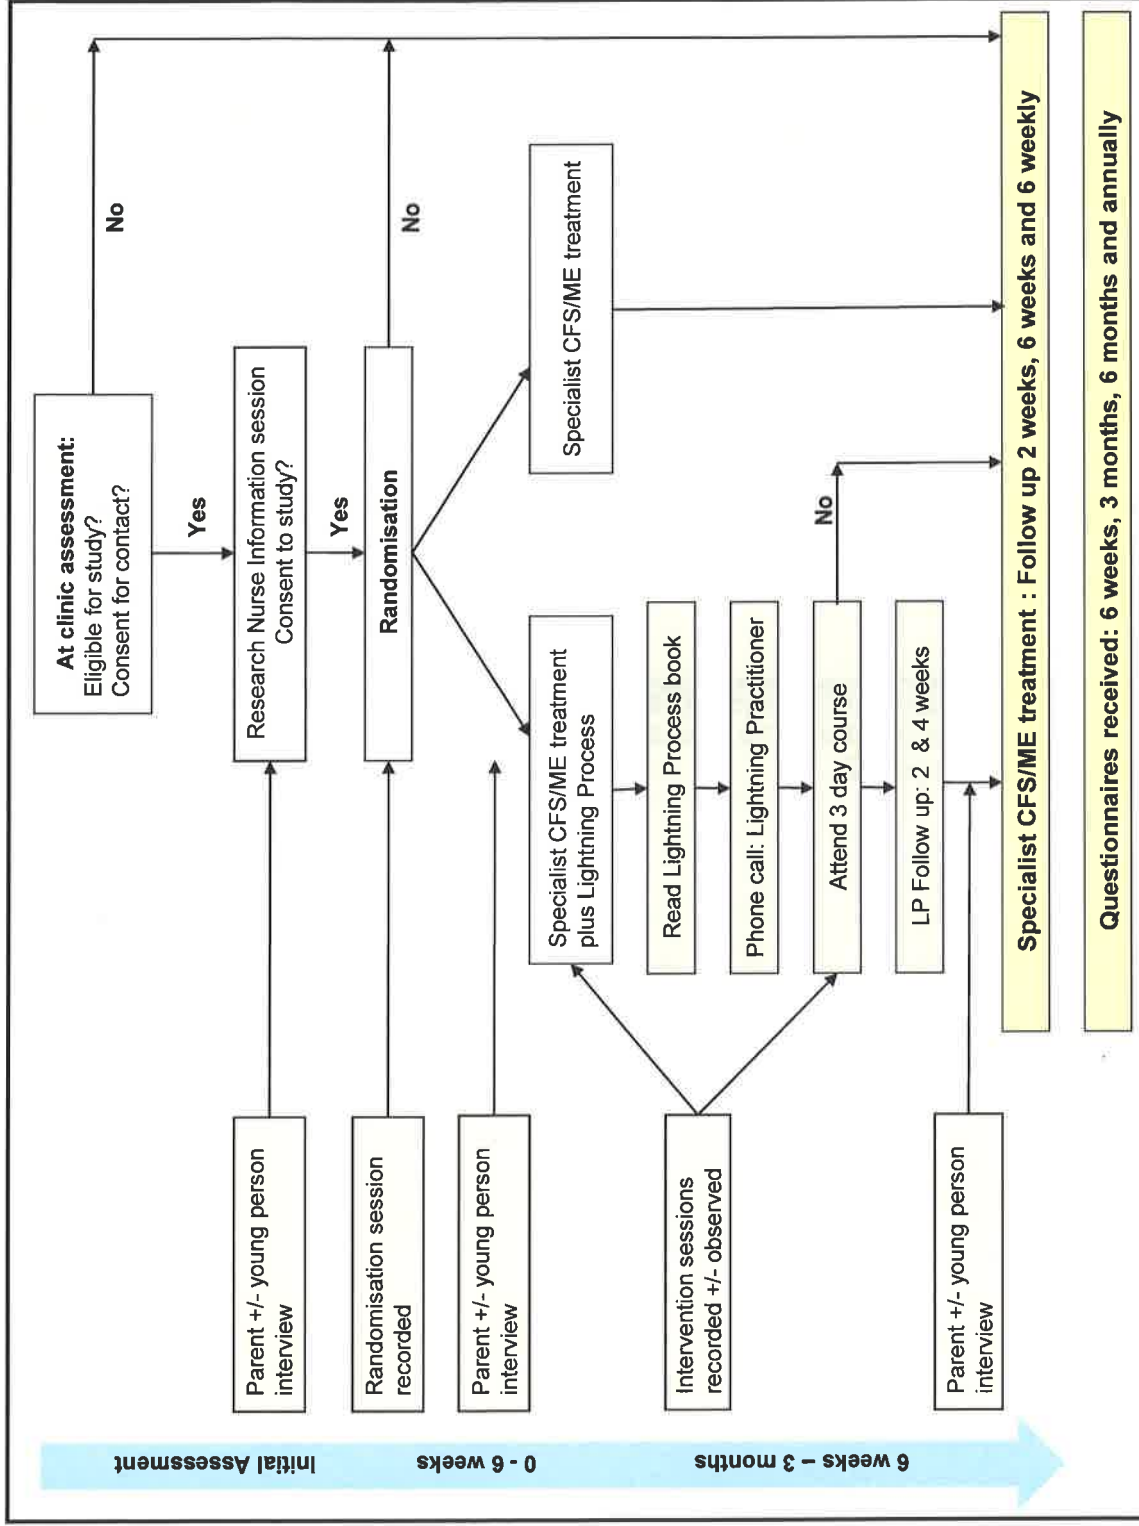 At clinic assessment:
Eligible for study?
Consent for contact?
No
Yes
Parent +/- young person
interview
Research Nurse Information session
Consent to study?
Yes
Randomisation session
recorded
Randomisation
No
Parent +/- young person
interview
Specialist CFS/ME treatment
plus Lightning Process
Specialist CFS/ME treatment
Intervention sessions
recorded +/- observed
Read Lightning Process book
Phone call: Lightning Practitioner
Attend 3 day course
No
LP Follow up: 2 & 4 weeks
Parent +/- young person
interview
Specialist CFS/ME treatment : Follow up 2 weeks, 6 weeks and 6 weekly
Questionnaires received: 6 weeks, 3 months, 6 months and annually
Initial Assessment
0 - 6 weeks
6 weeks – 3 months